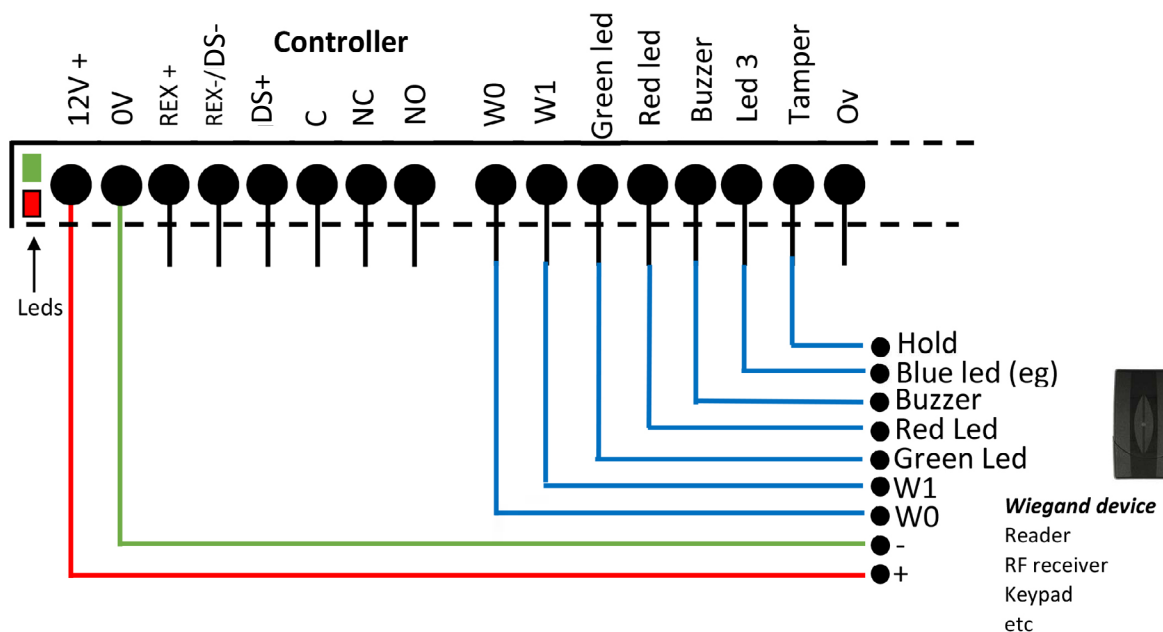 Controller
12V +
0V
REX +
REX-/DS-
DS+
C
NC
NO
W0
W1
Green led
Red led
Buzzer
Led 3
Tamper
Ov
Leds
Hold
Blue led (eg)
Buzzer
Red Led
Green Led
W1
W0
-
+
Wiegand device
Reader
RF receiver
Keypad
etc